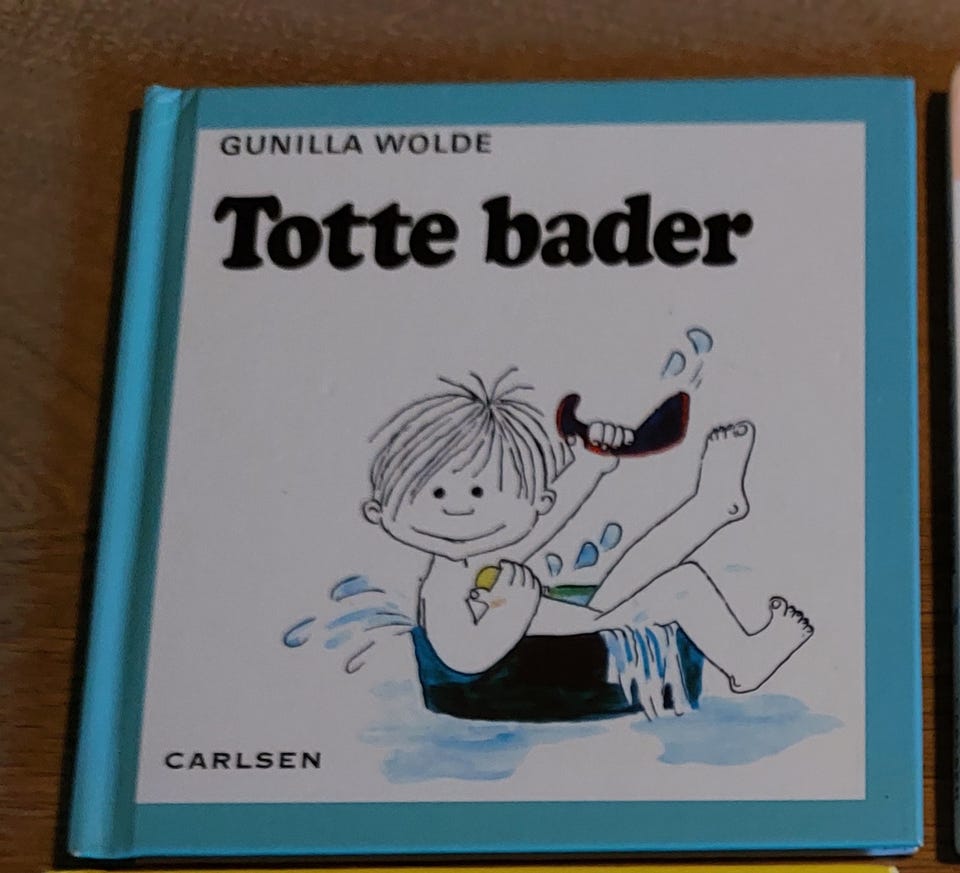 GUNILLA WOLDE
Totte bader
CARLSEN